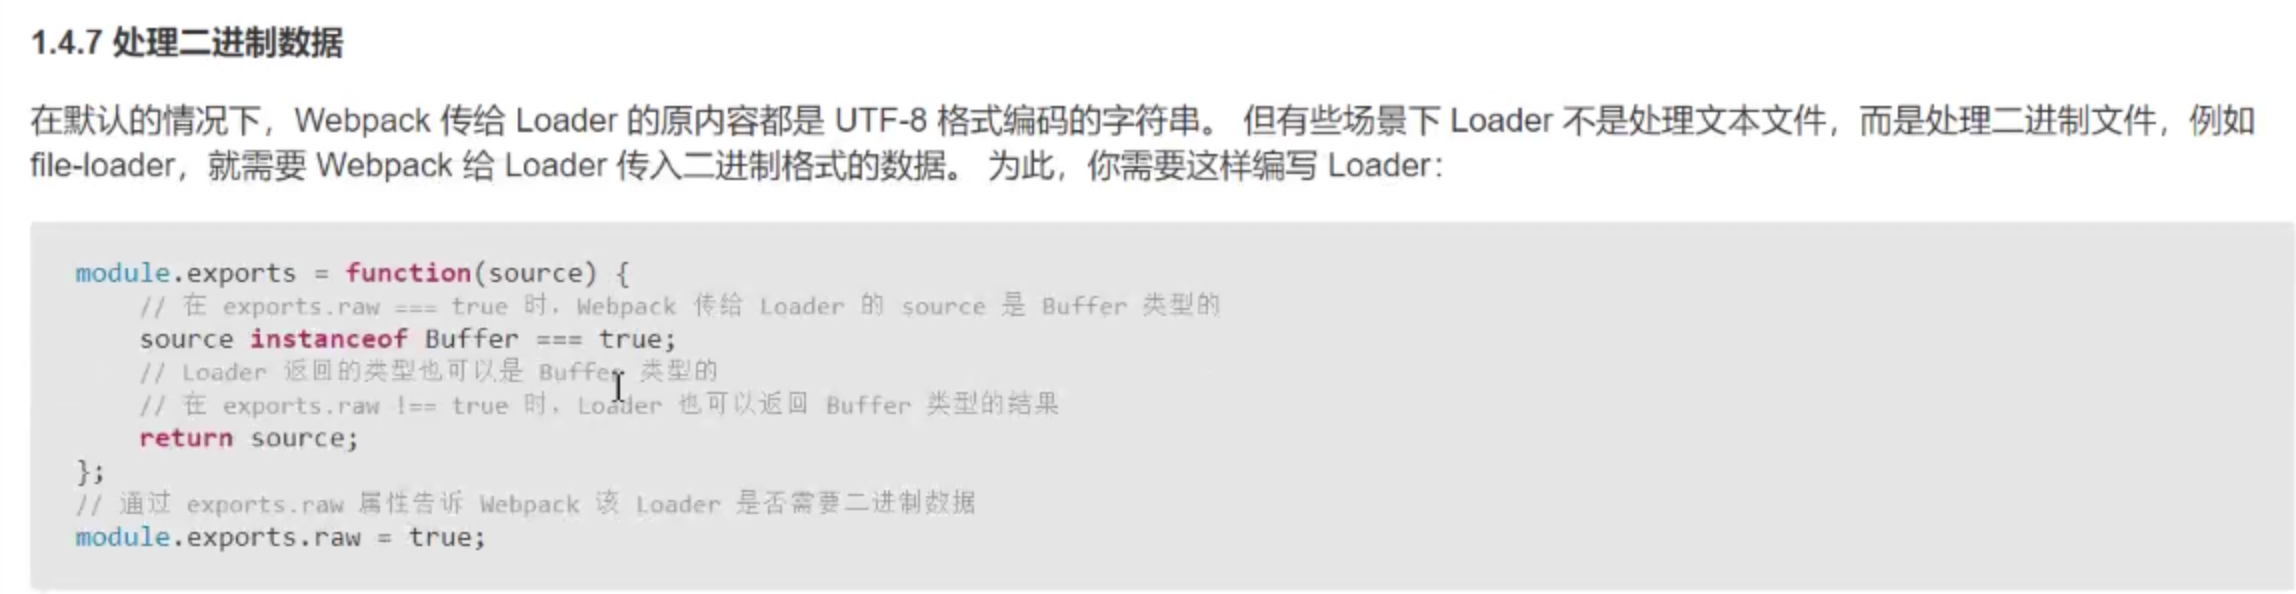 1.4.7 处理二进制数据
在默认的情况下，Webpack 传给 Loader 的原内容都是 UTF-8 格式编码的字符串。 但有些场景下 Loader 不是处理文本文件，而是处理二进制文件，例如
file-loader，就需要 Webpack 给 Loader 传入二进制格式的数据。 为此，你需要这样编写 Loader：
module.exports = function(source) {
    // 在 exports.raw === true 时，Webpack 传给 Loader 的 source 是 Buffer 类型的
    source instanceof Buffer === true;
    // Loader 返回的类型也可以是 Buffer 类型的
    // 在 exports.raw !== true 时，Loader 也可以返回 Buffer 类型的结果
    return source;
};
// 通过 exports.raw 属性告诉 Webpack 该 Loader 是否需要二进制数据
module.exports.raw = true;